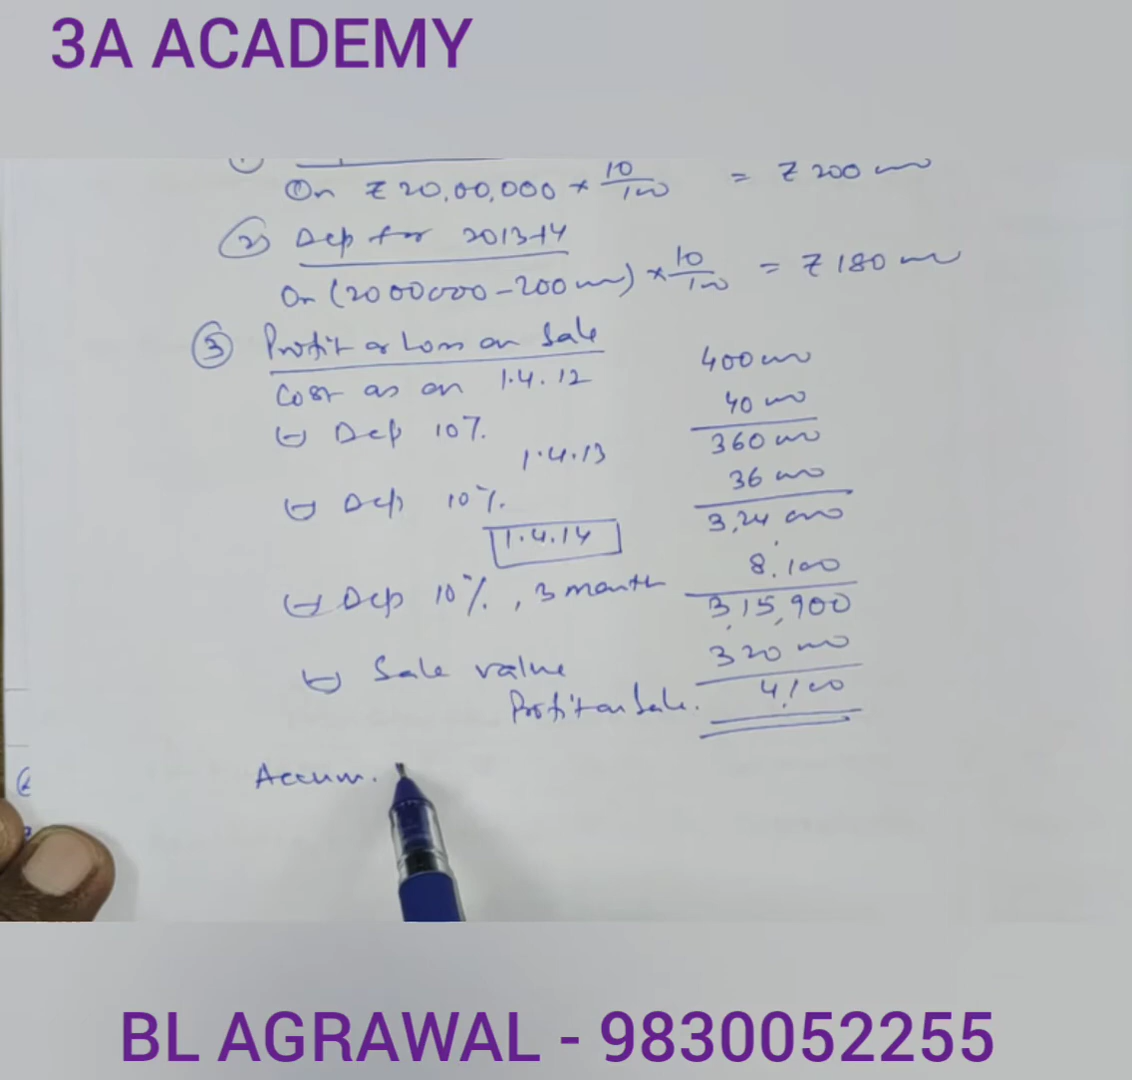 3A ACADEMY
On ₹ 20,00,000 * 10/100 = ₹ 200 000
(2) Dep for 2013-14
On (2000000 - 200 000) * 10/100 = ₹ 180 000
(3) Profit or Loss on Sale
Cost as on 1.4.12 400 000
(-) Dep 10%. 40 000
1.4.13 360 000
(-) Dep 10%. 36 000
1.4.14 3,24 000
(-) Dep 10%, 3 month 8,100
3,15,900
(-) Sale value 320 000
Profit on Sale. 4,100
Accum.
BL AGRAWAL - 9830052255